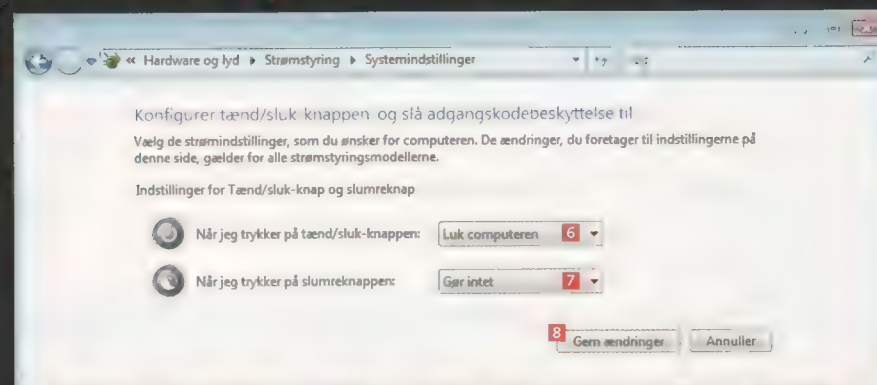 « Hardware og lyd ▸ Strømstyring ▸ Systemindstillinger
Konfigurer tænd/sluk knappen og slå adgangskodebeskyttelse til
Vælg de strømindstillinger, som du ønsker for computeren. De ændringer, du foretager til indstillingerne på
denne side, gælder for alle strømstyringsmodellerne.
Indstillinger for Tænd/sluk-knap og slumreknap
Når jeg trykker på tænd/sluk-knappen: Luk computeren 6
Når jeg trykker på slumreknappen: Gør intet 7
8 Gem ændringer Annuller